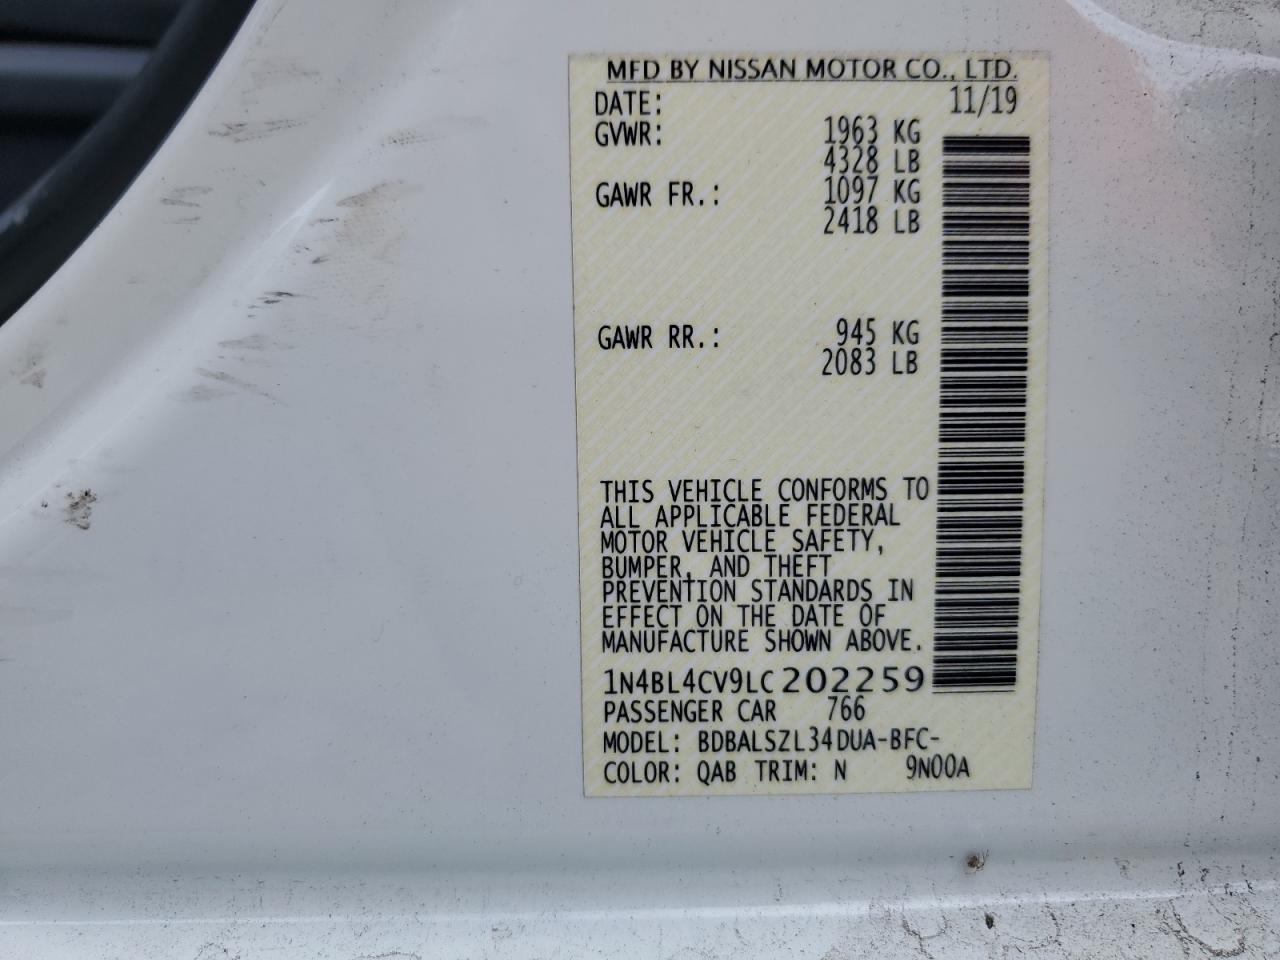 MFD BY NISSAN MOTOR CO., LTD.
DATE: 11/19
GVWR: 1963 KG
4328 LB
GAWR FR.: 1097 KG
2418 LB
GAWR RR.: 945 KG
2083 LB
THIS VEHICLE CONFORMS TO
ALL APPLICABLE FEDERAL
MOTOR VEHICLE SAFETY,
BUMPER, AND THEFT
PREVENTION STANDARDS IN
EFFECT ON THE DATE OF
MANUFACTURE SHOWN ABOVE.
1N4BL4CV9LC202259
PASSENGER CAR 766
MODEL: BDBALSZL34DUA-BFC-
COLOR: QAB TRIM: N 9N00A